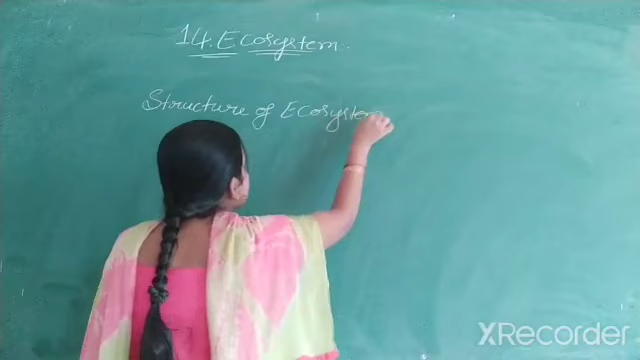 14. Ecosystem.
Structure of Ecosystem
XRecorder